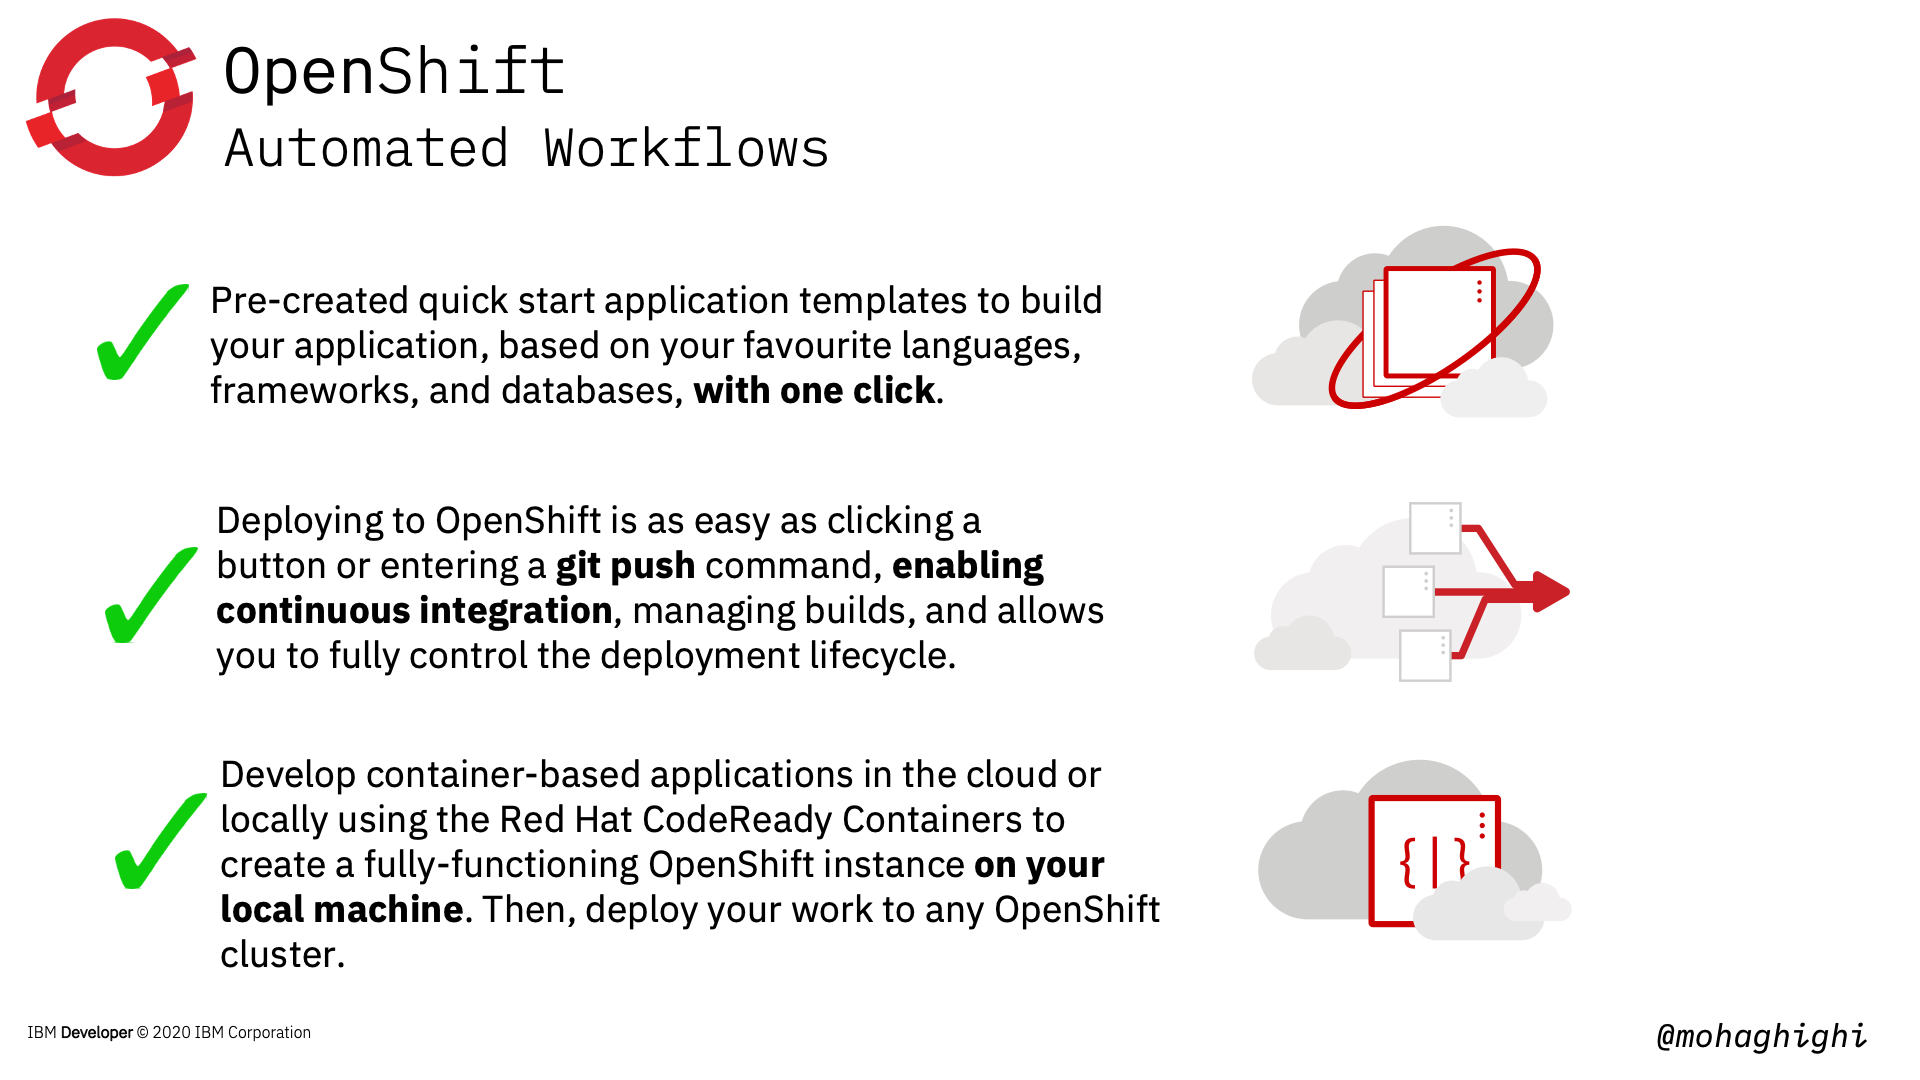 OpenShift
Automated Workflows
Pre-created quick start application templates to build
your application, based on your favourite languages,
frameworks, and databases, with one click.
Deploying to OpenShift is as easy as clicking a
button or entering a git push command, enabling
continuous integration, managing builds, and allows
you to fully control the deployment lifecycle.
Develop container-based applications in the cloud or
locally using the Red Hat CodeReady Containers to
create a fully-functioning OpenShift instance on your
local machine. Then, deploy your work to any OpenShift
cluster.
{|}
IBM Developer © 2020 IBM Corporation
@mohaghighi